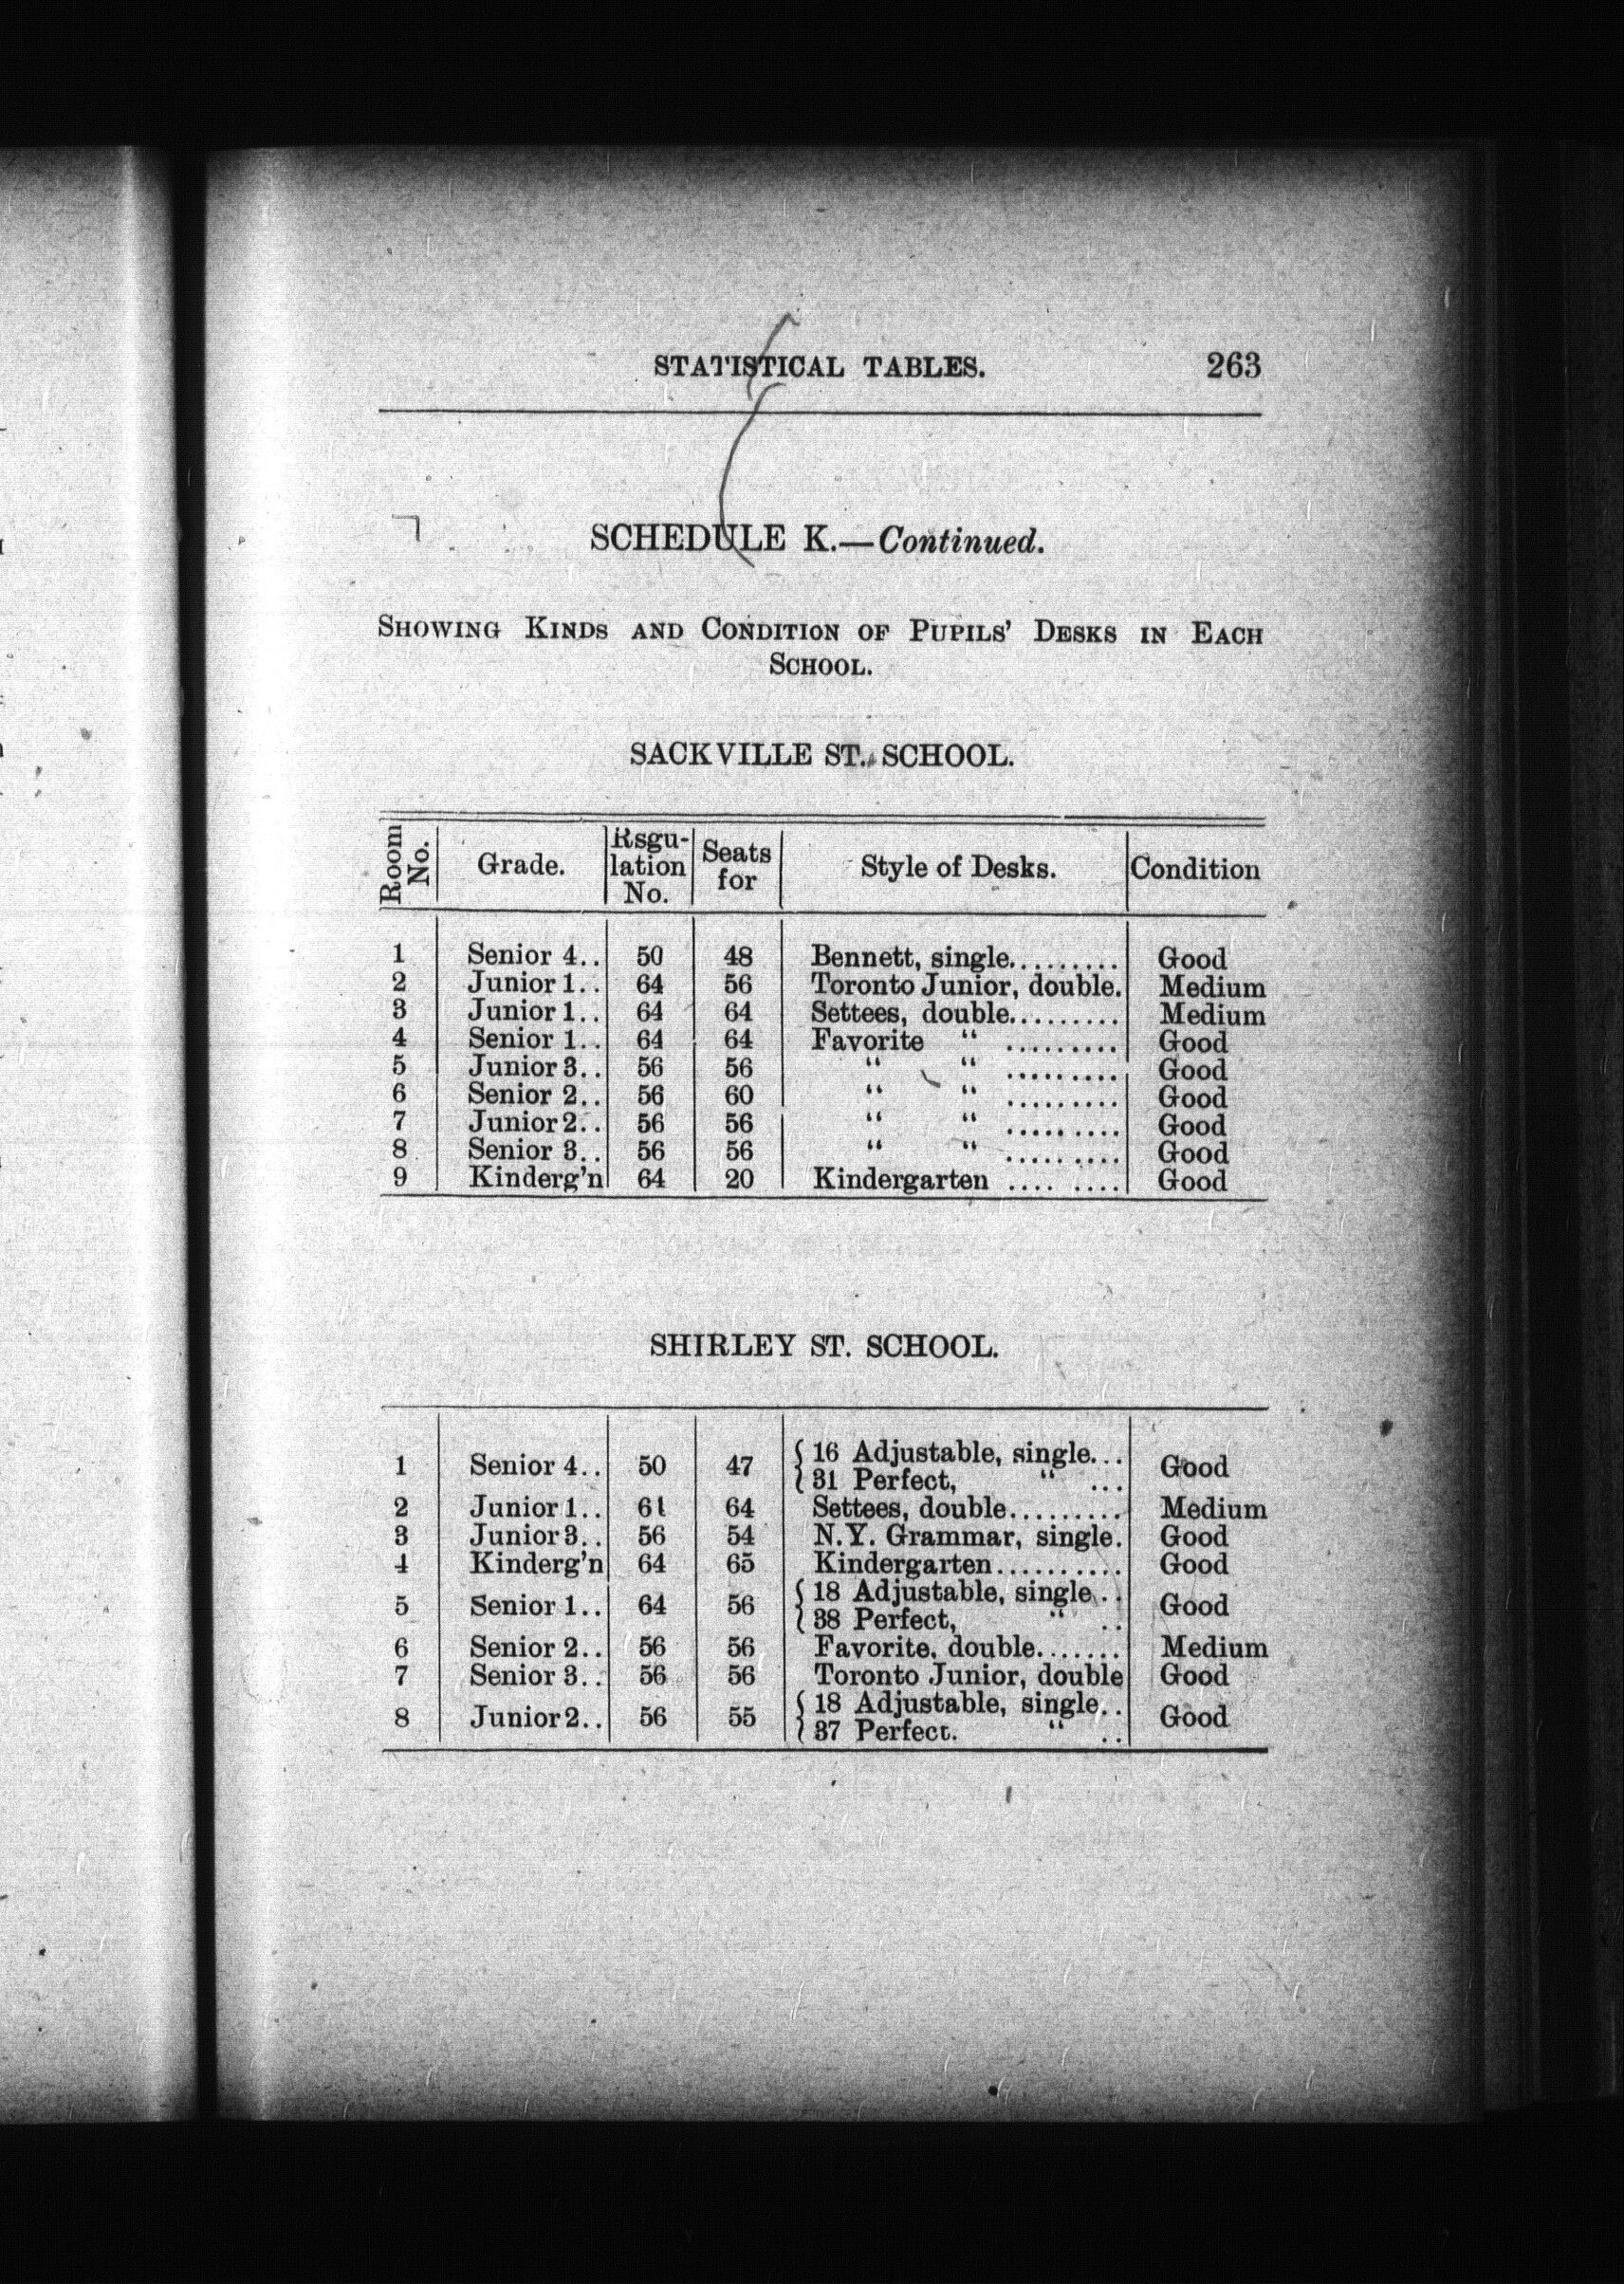 STATISTICAL TABLES. 263
SCHEDULE K.—Continued.
SHOWING KINDS AND CONDITION OF PUPILS' DESKS IN EACH
SCHOOL.
SACKVILLE ST. SCHOOL.
Room No. Grade. Rsgu-lation No. Seats for Style of Desks. Condition
1 Senior 4.. 50 48 Bennett, single......... Good
2 Junior 1.. 64 56 Toronto Junior, double. Medium
3 Junior 1.. 64 64 Settees, double......... Medium
4 Senior 1.. 64 64 Favorite " ......... Good
5 Junior 3.. 56 56 " " ......... Good
6 Senior 2.. 56 60 " " ......... Good
7 Junior 2.. 56 56 " " ......... Good
8 Senior 3.. 56 56 " " ......... Good
9 Kinderg'n 64 20 Kindergarten .... .... Good
SHIRLEY ST. SCHOOL.
1 Senior 4.. 50 47 { 16 Adjustable, single... Good
31 Perfect, " ...
2 Junior 1.. 64 Settees, double......... Medium
3 Junior 3.. 56 54 N.Y. Grammar, single. Good
4 Kinderg'n 64 65 Kindergarten.......... Good
5 Senior 1.. 64 56 { 18 Adjustable, single.. Good
38 Perfect, " ..
6 Senior 2.. 56 56 Favorite, double....... Medium
7 Senior 3.. 56 56 Toronto Junior, double Good
8 Junior 2.. 56 55 { 18 Adjustable, single.. Good
37 Perfect. " ..